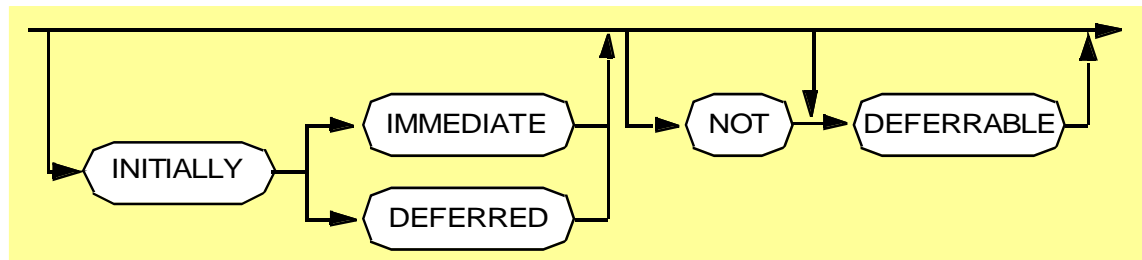 IMMEDIATE
NOT
DEFERRABLE
INITIALLY
DEFERRED